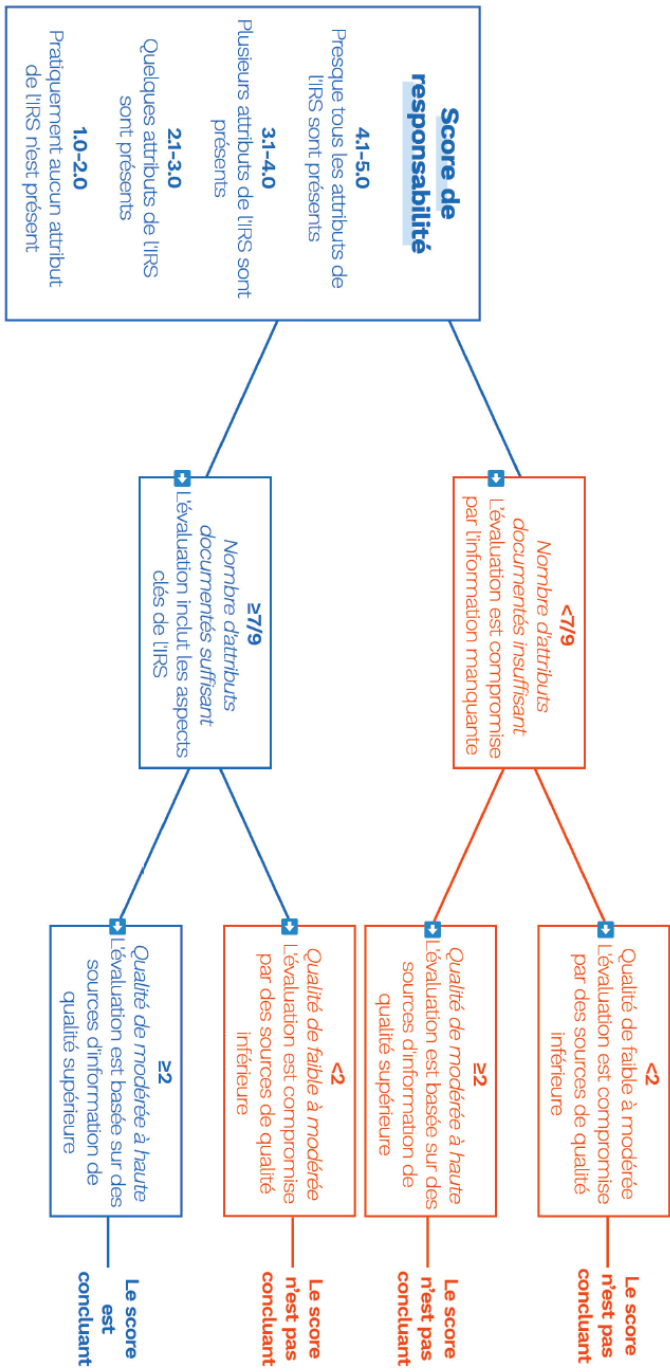 Score de
responsabilité
4.1-5.0
Presque tous les attributs de
l'IRS sont présents
3.1-4.0
Plusieurs attributs de l'IRS sont
présents
2.1-3.0
Quelques attributs de l'IRS
sont présents
1.0-2.0
Pratiquement aucun attribut
de l'IRS n'est présent
<7/9
Nombre d'attributs
documentés insuffisant
L'évaluation est compromise
par l'information manquante
≥7/9
Nombre d'attributs
documentés suffisant
L'évaluation inclut les aspects
clés de l'IRS
<2
Qualité de faible à modérée
L'évaluation est compromise
par des sources de qualité
inférieure
Le score
n'est pas
concluant
≥2
Qualité de modérée à haute
L'évaluation est basée sur des
sources d'information de
qualité supérieure
Le score
n'est pas
concluant
<2
Qualité de faible à modérée
L'évaluation est compromise
par des sources de qualité
inférieure
Le score
n'est pas
concluant
≥2
Qualité de modérée à haute
L'évaluation est basée sur des
sources d'information de
qualité supérieure
Le score
est
concluant